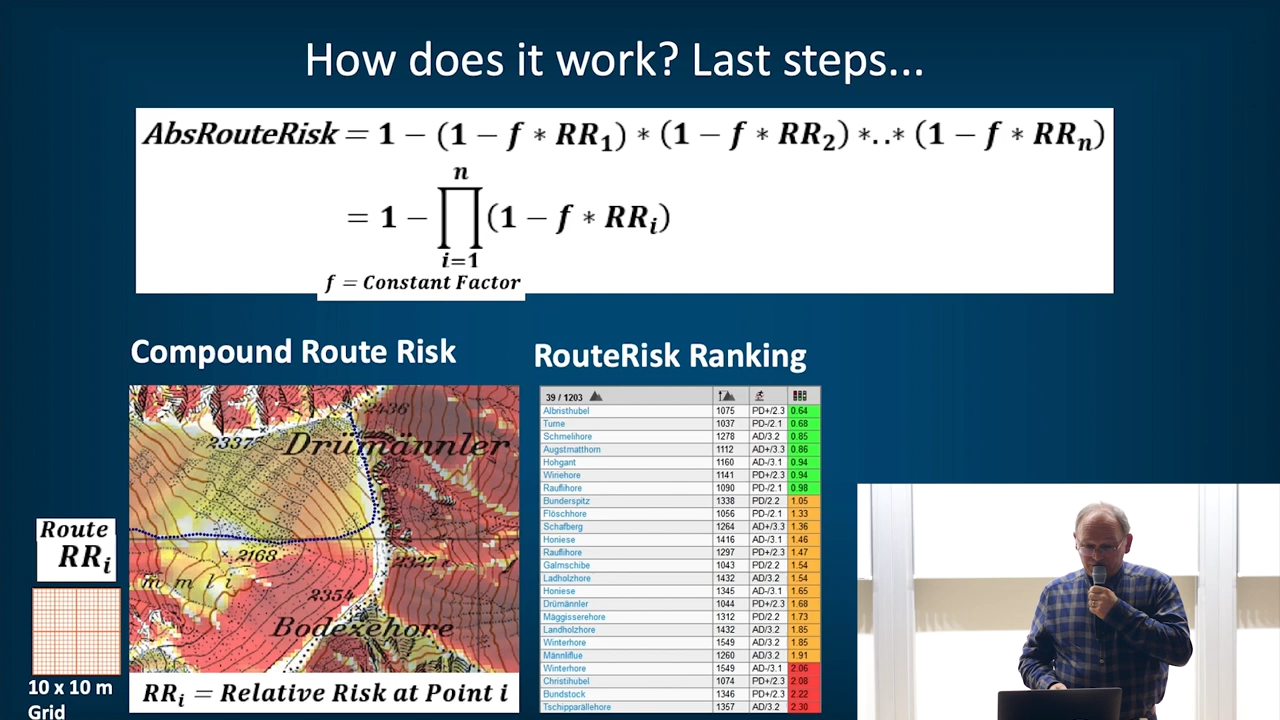 How does it work? Last steps...
AbsRouteRisk = 1 − (1 − f * RR₁) * (1 − f * RR₂) *..* (1 − f * RRₙ)
n
= 1 − ∏(1 − f * RRᵢ)
i=1
f = Constant Factor
Compound Route Risk
RouteRisk Ranking
2436
2337
Drümännler
2168
2327
m m l i
2354
Bodezehore
Route
RRᵢ
10 x 10 m
Grid
RRᵢ = Relative Risk at Point i
39 / 1203
Albristhubel 1075 PD+/2.3 0.64
Turne 1037 PD-/2.1 0.68
Schmelihore 1278 AD/3.2 0.85
Augstmatthorn 1112 AD+/3.3 0.86
Hohgant 1160 AD-/3.1 0.94
Wiriehore 1141 PD+/2.3 0.94
Rauflihore 1090 PD-/2.1 0.98
Bunderspitz 1338 PD/2.2 1.05
Flöschhore 1056 PD-/2.1 1.33
Schafberg 1264 AD+/3.3 1.36
Honiese 1416 AD-/3.1 1.46
Rauflihore 1297 PD+/2.3 1.47
Galmschibe 1043 PD/2.2 1.54
Ladholzhore 1432 AD/3.2 1.54
Honiese 1345 AD-/3.1 1.65
Drümännler 1044 PD+/2.3 1.68
Mäggisserehore 1312 PD/2.2 1.73
Landholzhore 1432 AD/3.2 1.85
Winterhore 1549 AD/3.2 1.85
Männliflue 1260 AD/3.2 1.91
Winterhore 1549 AD-/3.1 2.06
Christihubel 1074 PD+/2.3 2.08
Bundstock 1346 PD+/2.3 2.22
Tschipparällehore 1357 AD/3.2 2.30